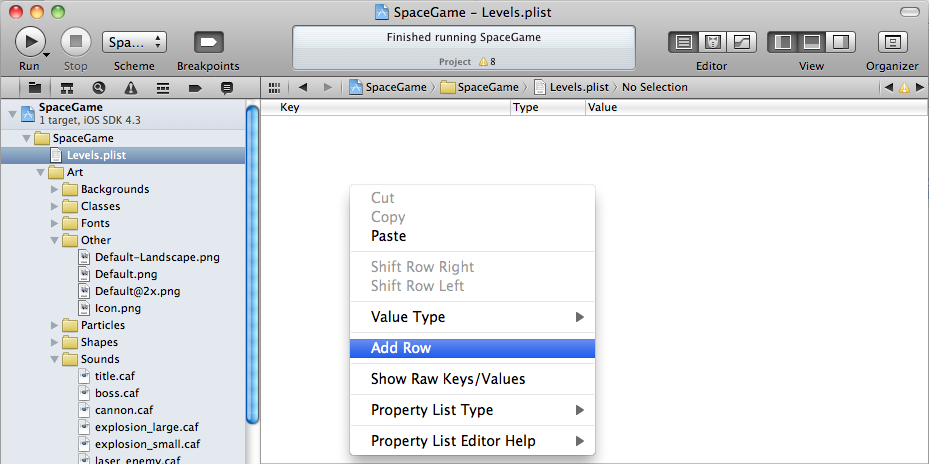 SpaceGame – Levels.plist
Run
Stop
Spa...
Scheme
Breakpoints
Finished running SpaceGame
Project 8
Editor
View
Organizer
SpaceGame
SpaceGame
Levels.plist
No Selection
Key
Type
Value
SpaceGame
1 target, iOS SDK 4.3
SpaceGame
Levels.plist
Art
Backgrounds
Classes
Fonts
Other
Default-Landscape.png
Default.png
Default@2x.png
Icon.png
Particles
Shapes
Sounds
title.caf
boss.caf
cannon.caf
explosion_large.caf
explosion_small.caf
laser_enemy.caf
Cut
Copy
Paste
Shift Row Right
Shift Row Left
Value Type
Add Row
Show Raw Keys/Values
Property List Type
Property List Editor Help